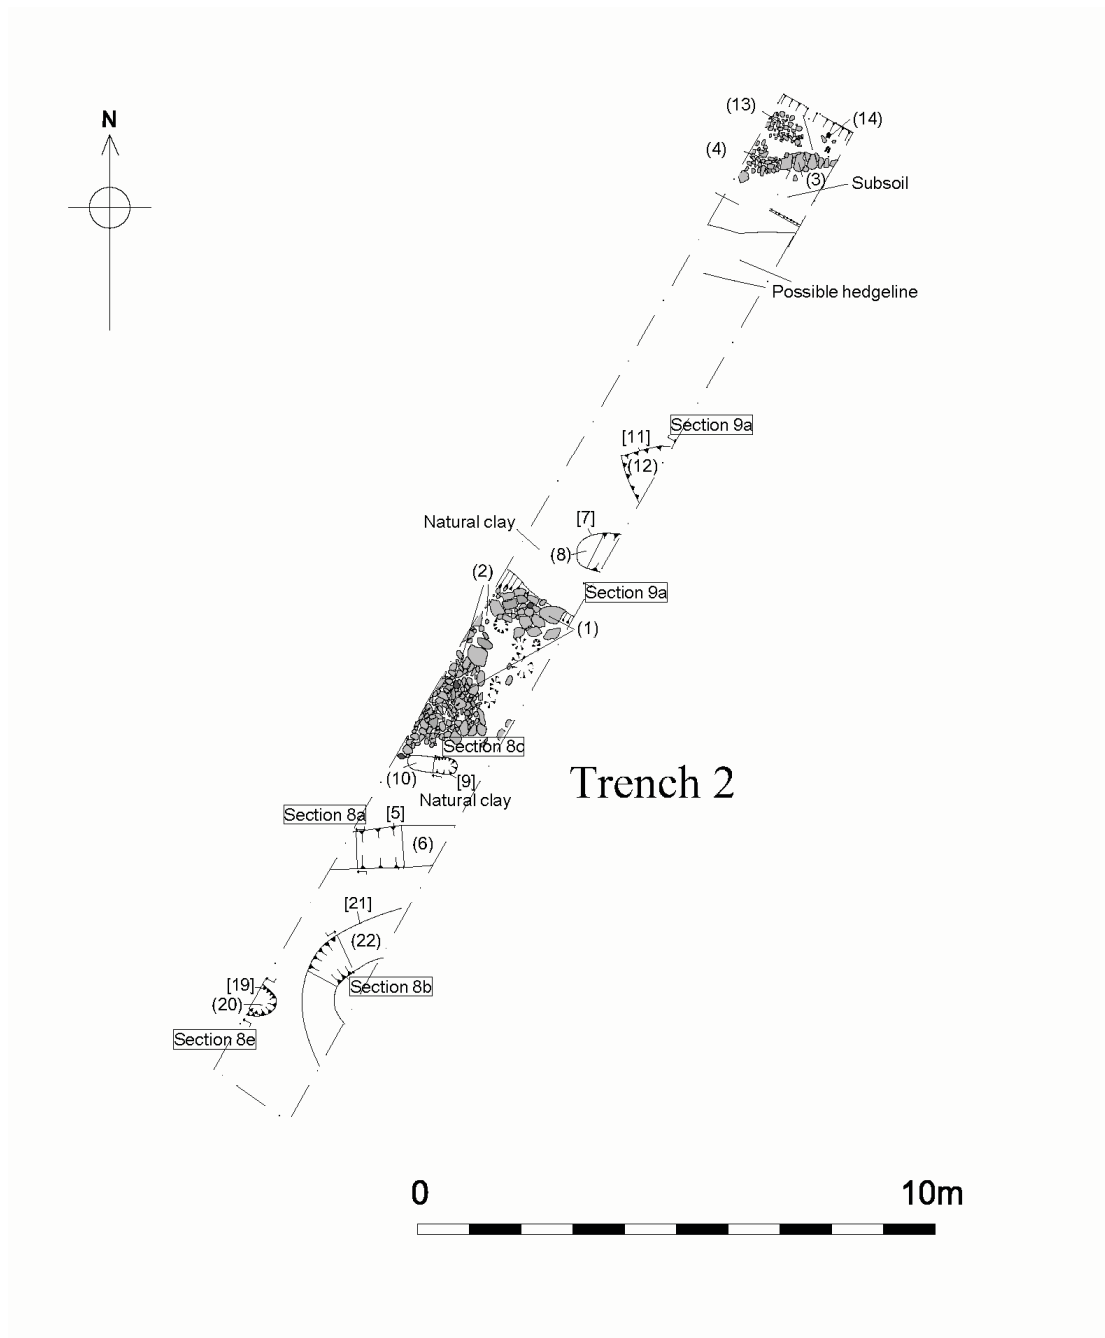 N
(13)
(14)
(4)
(3)
Subsoil
Possible hedgeline
Section 9a
[11]
(12)
Natural clay
[7]
(8)
(2)
Section 9a
(1)
Section 8c
(10)
[9]
Natural clay
Trench 2
Section 8a
[5]
(6)
[21]
(22)
[19]
(20)
Section 8b
Section 8e
0 10m